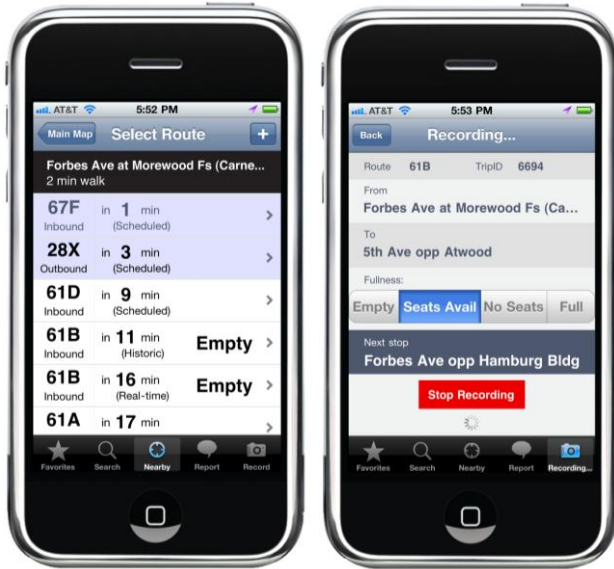 AT&T 5:52 PM
Main Map Select Route +
Forbes Ave at Morewood Fs (Carne...
2 min walk
67F in 1 min
Inbound (Scheduled)
28X in 3 min
Outbound (Scheduled)
61D in 9 min
Inbound (Scheduled)
61B in 11 min Empty
Inbound (Historic)
61B in 16 min Empty
Inbound (Real-time)
61A in 17 min
Favorites Search Nearby Report Record
AT&T 5:53 PM
Back Recording...
Route 61B TripID 6694
From
Forbes Ave at Morewood Fs (Ca...
To
5th Ave opp Atwood
Fullness:
Empty Seats Avail No Seats Full
Next stop
Forbes Ave opp Hamburg Bldg
Stop Recording
Favorites Search Nearby Report Recording...